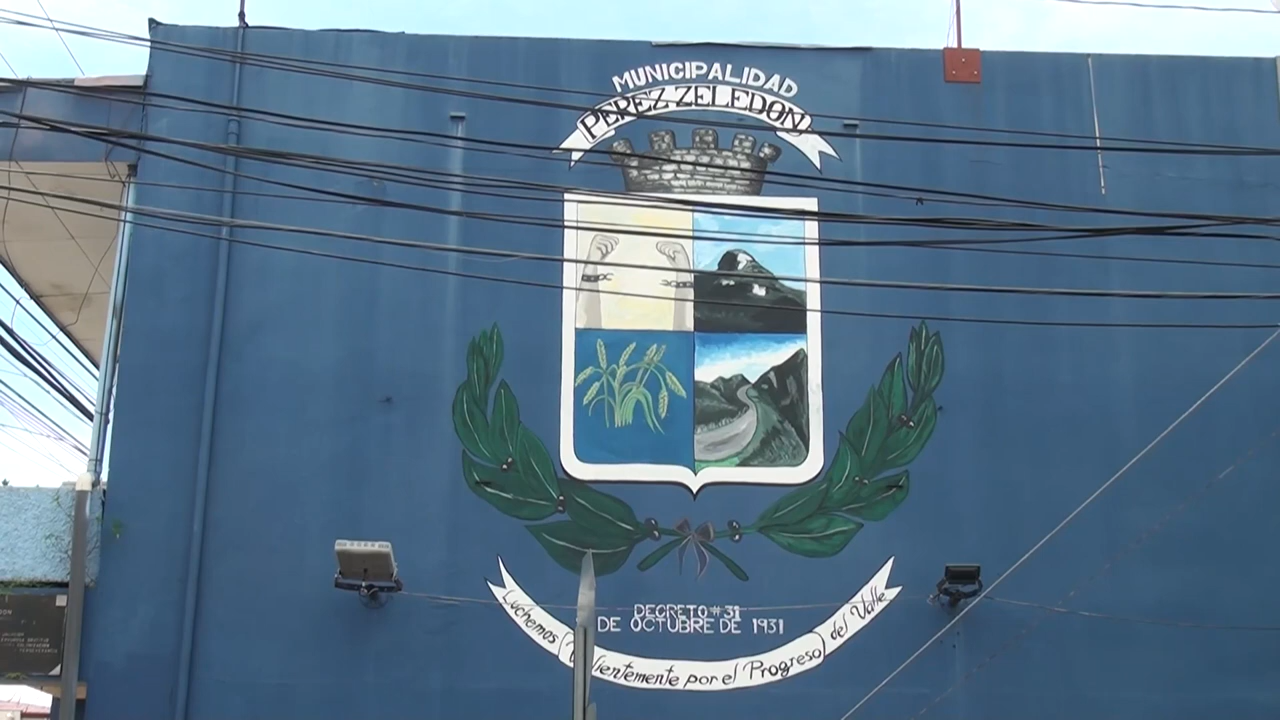 MUNICIPALIDAD
PEREZ ZELEDON
DECRETO #31
DE OCTUBRE DE 1931
Luchemos Valientemente por el Progreso del Valle